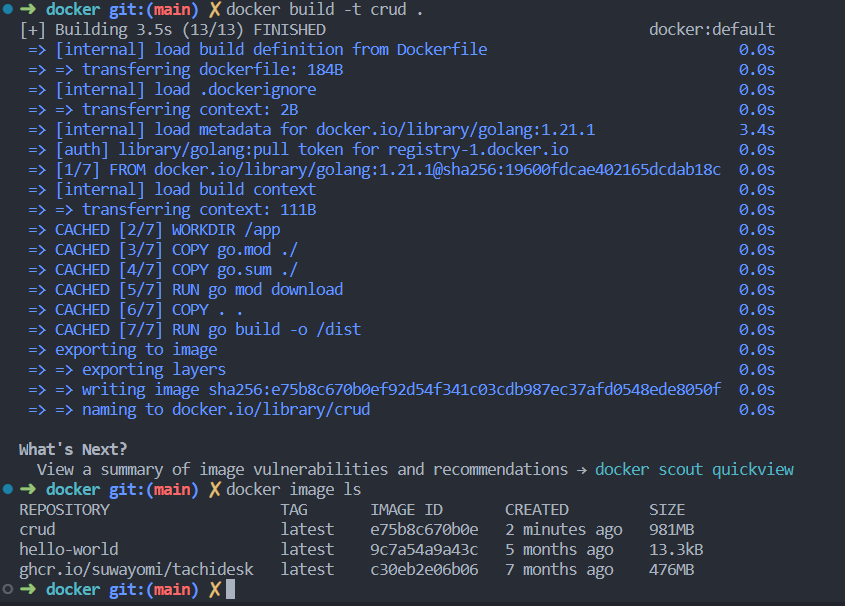 ➜ docker git:(main) ✗ docker build -t crud .
[+] Building 3.5s (13/13) FINISHED docker:default
=> [internal] load build definition from Dockerfile 0.0s
=> => transferring dockerfile: 184B 0.0s
=> [internal] load .dockerignore 0.0s
=> => transferring context: 2B 0.0s
=> [internal] load metadata for docker.io/library/golang:1.21.1 3.4s
=> [auth] library/golang:pull token for registry-1.docker.io 0.0s
=> [1/7] FROM docker.io/library/golang:1.21.1@sha256:19600fdcae402165dcdab18c 0.0s
=> [internal] load build context 0.0s
=> => transferring context: 111B 0.0s
=> CACHED [2/7] WORKDIR /app 0.0s
=> CACHED [3/7] COPY go.mod ./ 0.0s
=> CACHED [4/7] COPY go.sum ./ 0.0s
=> CACHED [5/7] RUN go mod download 0.0s
=> CACHED [6/7] COPY . . 0.0s
=> CACHED [7/7] RUN go build -o /dist 0.0s
=> exporting to image 0.0s
=> => exporting layers 0.0s
=> => writing image sha256:e75b8c670b0ef92d54f341c03cdb987ec37afd0548ede8050f 0.0s
=> => naming to docker.io/library/crud 0.0s
What's Next?
View a summary of image vulnerabilities and recommendations → docker scout quickview
➜ docker git:(main) ✗ docker image ls
REPOSITORY TAG IMAGE ID CREATED SIZE
crud latest e75b8c670b0e 2 minutes ago 981MB
hello-world latest 9c7a54a9a43c 5 months ago 13.3kB
ghcr.io/suwayomi/tachidesk latest c30eb2e06b06 7 months ago 476MB
➜ docker git:(main) ✗